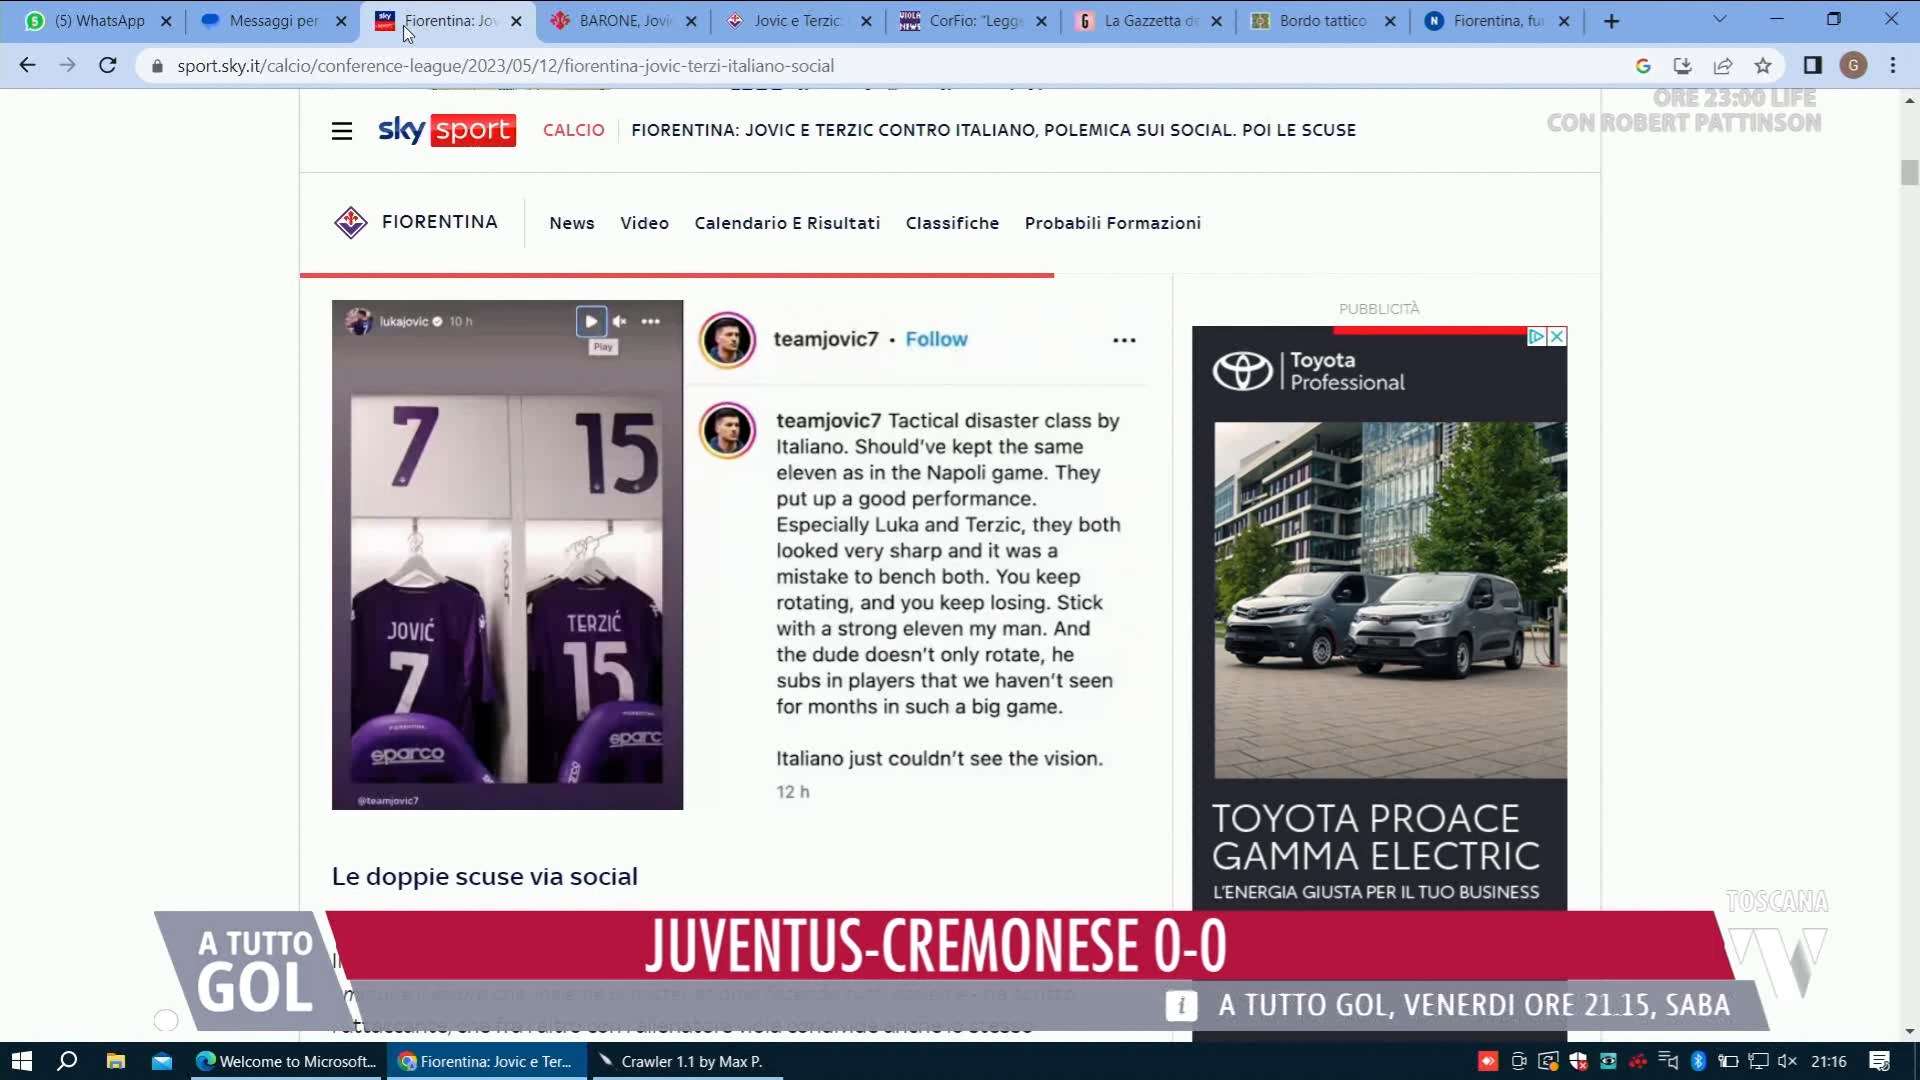 (5) WhatsApp
Messaggi per
Fiorentina: Jov
BARONE, Jovi
Jovic e Terzic:
CorFio: "Legge
La Gazzetta de
Bordo tattico
Fiorentina, fu
sport.sky.it/calcio/conference-league/2023/05/12/fiorentina-jovic-terzi-italiano-social
G
ORE 23:00 LIFE
CON ROBERT PATTINSON
sky sport
CALCIO
FIORENTINA: JOVIC E TERZIC CONTRO ITALIANO, POLEMICA SUI SOCIAL. POI LE SCUSE
FIORENTINA
News
Video
Calendario E Risultati
Classifiche
Probabili Formazioni
lukajovic 10 h
Play
7
15
JOVIĆ
7
TERZIĆ
15
FIORENTINA
sparco
FIORENTINA
sparc
@teamjovic7
teamjovic7 • Follow
teamjovic7 Tactical disaster class by
Italiano. Should've kept the same
eleven as in the Napoli game. They
put up a good performance.
Especially Luka and Terzic, they both
looked very sharp and it was a
mistake to bench both. You keep
rotating, and you keep losing. Stick
with a strong eleven my man. And
the dude doesn't only rotate, he
subs in players that we haven't seen
for months in such a big game.
Italiano just couldn't see the vision.
12 h
PUBBLICITÀ
Toyota
Professional
TOYOTA PROACE
GAMMA ELECTRIC
L'ENERGIA GIUSTA PER IL TUO BUSINESS
Le doppie scuse via social
TOSCANA
A TUTTO
GOL
JUVENTUS-CREMONESE 0-0
A TUTTO GOL, VENERDI ORE 21.15, SABA
Welcome to Microsoft...
Fiorentina: Jovic e Ter...
Crawler 1.1 by Max P.
21:16